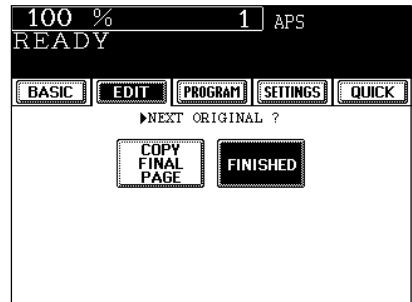 100 % 1 APS
READY
BASIC EDIT PROGRAM SETTINGS QUICK
▶NEXT ORIGINAL ?
COPY FINAL PAGE
FINISHED